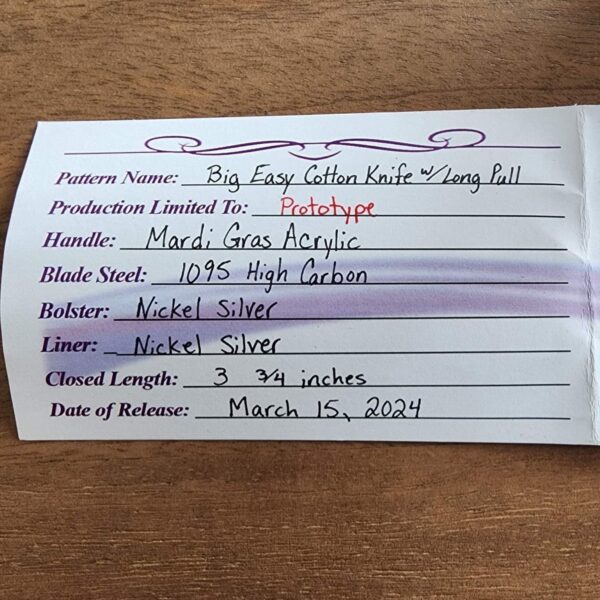 Pattern Name: Big Easy Cotton Knife w/ Long Pull
Production Limited To: Prototype
Handle: Mardi Gras Acrylic
Blade Steel: 1095 High Carbon
Bolster: Nickel Silver
Liner: Nickel Silver
Closed Length: 3 3/4 inches
Date of Release: March 15, 2024